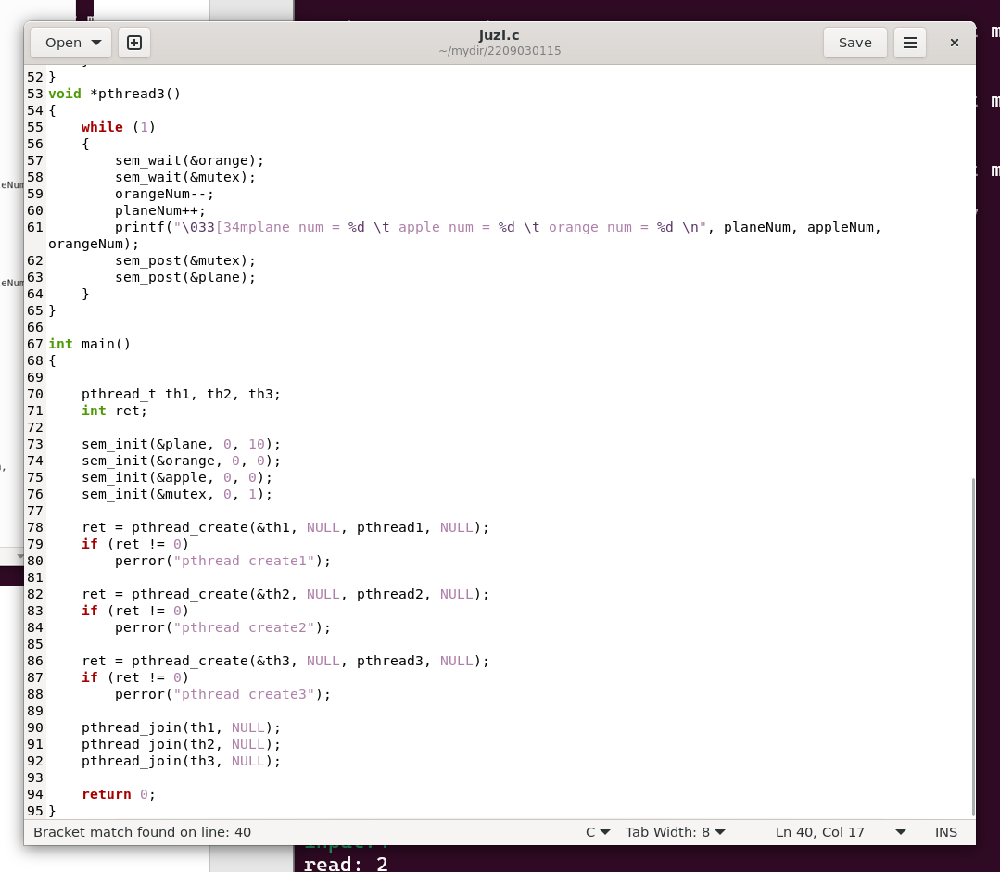 Open
juzi.c
~/mydir/2209030115
Save
52 }
53 void *pthread3()
54 {
55     while (1)
56     {
57         sem_wait(&orange);
58         sem_wait(&mutex);
59         orangeNum--;
60         planeNum++;
61         printf("\033[34mplane num = %d \t apple num = %d \t orange num = %d \n", planeNum, appleNum,
orangeNum);
62         sem_post(&mutex);
63         sem_post(&plane);
64     }
65 }
66
67 int main()
68 {
69
70     pthread_t th1, th2, th3;
71     int ret;
72
73     sem_init(&plane, 0, 10);
74     sem_init(&orange, 0, 0);
75     sem_init(&apple, 0, 0);
76     sem_init(&mutex, 0, 1);
77
78     ret = pthread_create(&th1, NULL, pthread1, NULL);
79     if (ret != 0)
80         perror("pthread create1");
81
82     ret = pthread_create(&th2, NULL, pthread2, NULL);
83     if (ret != 0)
84         perror("pthread create2");
85
86     ret = pthread_create(&th3, NULL, pthread3, NULL);
87     if (ret != 0)
88         perror("pthread create3");
89
90     pthread_join(th1, NULL);
91     pthread_join(th2, NULL);
92     pthread_join(th3, NULL);
93
94     return 0;
95 }
Bracket match found on line: 40
C
Tab Width: 8
Ln 40, Col 17
INS
read: 2